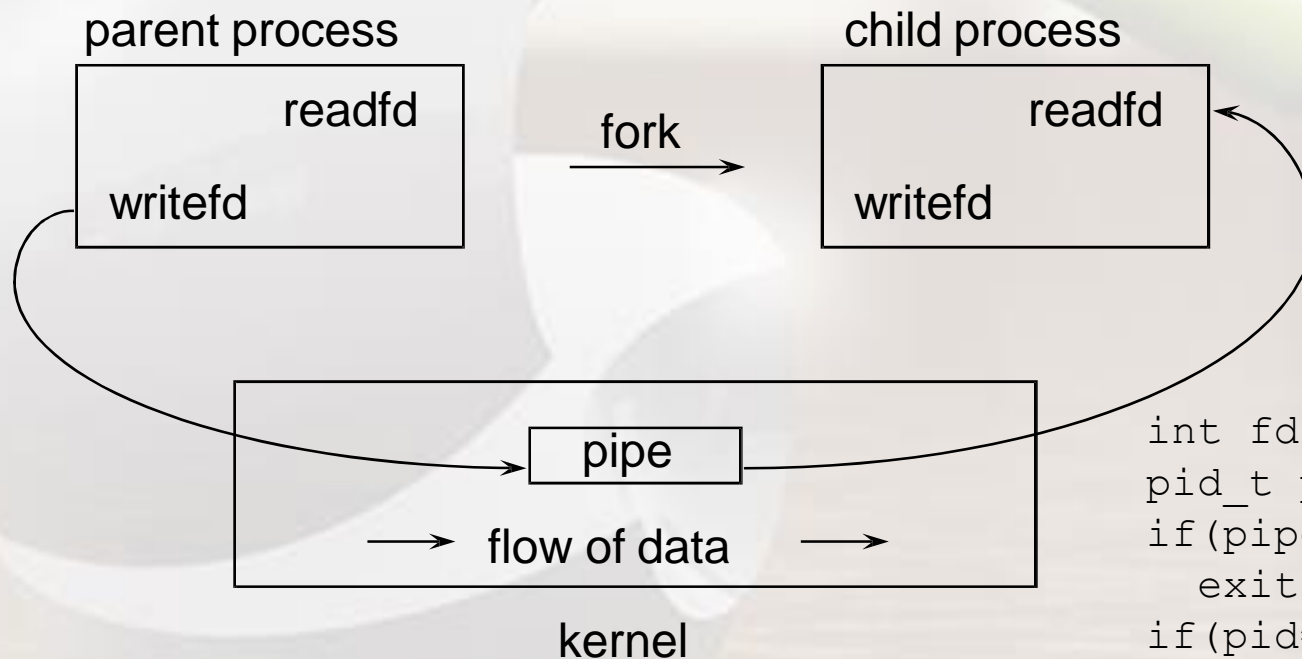 parent process
child process
readfd
readfd
fork
writefd
writefd
pipe
flow of data
kernel
int fd
pid_t
if(pip
exit
if(pid